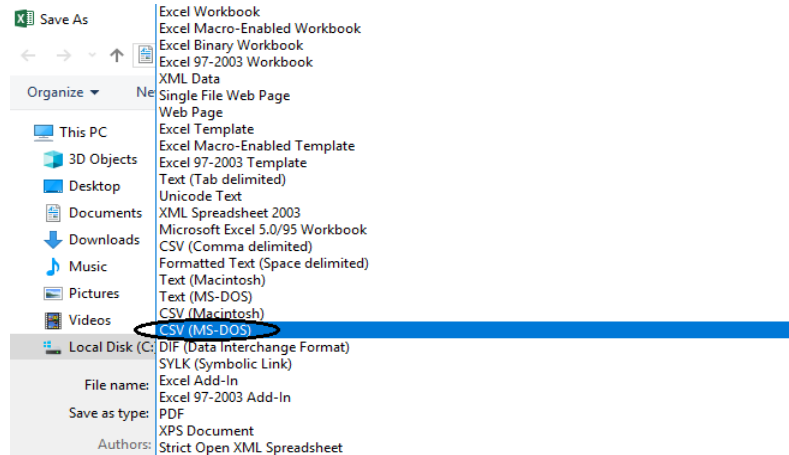 Save As
Organize
Ne
This PC
3D Objects
Desktop
Documents
Downloads
Music
Pictures
Videos
Local Disk (C:
File name:
Save as type:
Authors:
Excel Workbook
Excel Macro-Enabled Workbook
Excel Binary Workbook
Excel 97-2003 Workbook
XML Data
Single File Web Page
Web Page
Excel Template
Excel Macro-Enabled Template
Excel 97-2003 Template
Text (Tab delimited)
Unicode Text
XML Spreadsheet 2003
Microsoft Excel 5.0/95 Workbook
CSV (Comma delimited)
Formatted Text (Space delimited)
Text (Macintosh)
Text (MS-DOS)
CSV (Macintosh)
CSV (MS-DOS)
DIF (Data Interchange Format)
SYLK (Symbolic Link)
Excel Add-In
Excel 97-2003 Add-In
PDF
XPS Document
Strict Open XML Spreadsheet